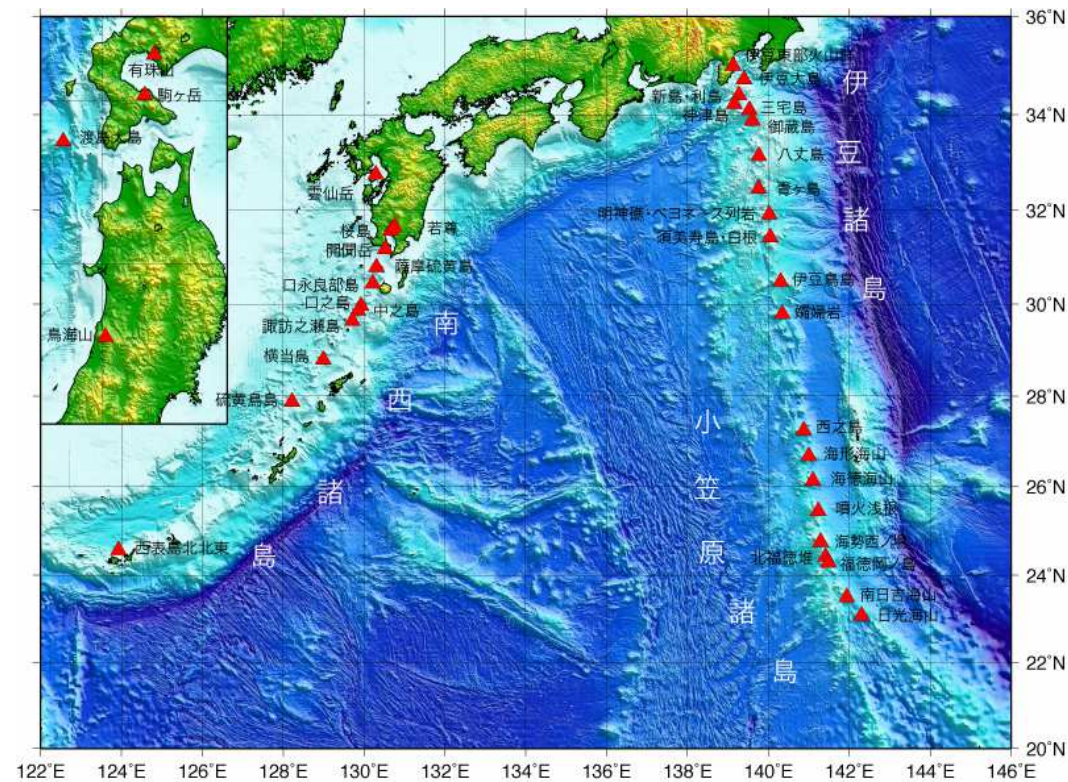 36°N
34°N
32°N
30°N
28°N
26°N
24°N
22°N
20°N
122°E
124°E
126°E
128°E
130°E
132°E
134°E
136°E
138°E
140°E
142°E
144°E
146°E
有珠山
駒ヶ岳
渡島大島
鳥海山
伊豆東部火山群
伊豆大島
新島・利島
神津島
三宅島
御蔵島
八丈島
青ヶ島
明神礁・ベヨネース列岩
須美寿島・白根
伊豆鳥島
孀婦岩
伊豆諸島
雲仙岳
桜島
若尊
開聞岳
薩摩硫黄島
口永良部島
口之島
中之島
諏訪之瀬島
横当島
硫黄鳥島
西表島北北東
南西諸島
西之島
海形海山
海徳海山
噴火浅根
北福徳堆
福徳岡ノ場
南日吉海山
日光海山
小笠原諸島